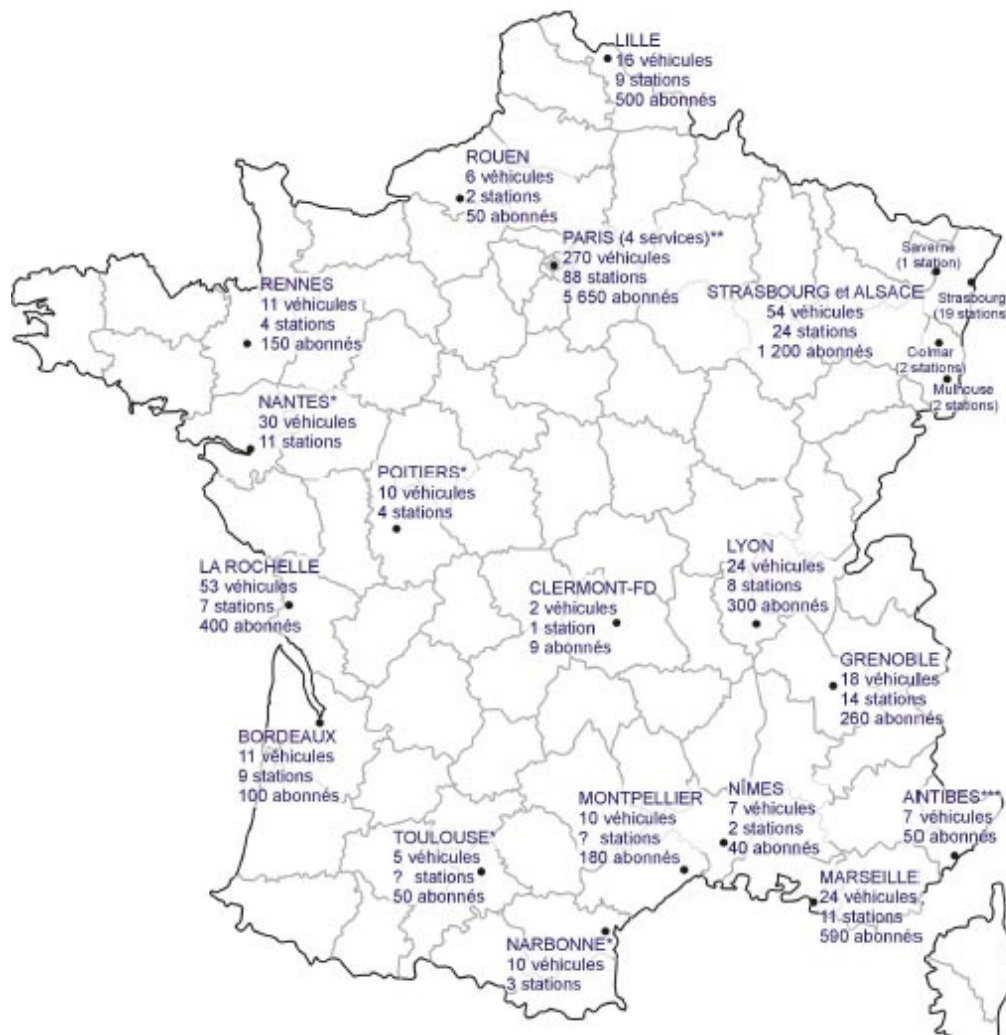 LILLE
16 véhicules
9 stations
500 abonnés
ROUEN
6 véhicules
2 stations
50 abonnés
PARIS (4 services)**
270 véhicules
88 stations
5 650 abonnés
RENNES
11 véhicules
4 stations
150 abonnés
STRASBOURG et ALSACE
54 véhicules
24 stations
1 200 abonnés
Saverne
(1 station)
Strasbourg
(19 stations)
Colmar
(2 stations)
Mulhouse
(2 stations)
NANTES*
30 véhicules
11 stations
POITIERS*
10 véhicules
4 stations
LA ROCHELLE
53 véhicules
7 stations
400 abonnés
CLERMONT-FD
2 véhicules
1 station
9 abonnés
LYON
24 véhicules
8 stations
300 abonnés
GRENOBLE
18 véhicules
14 stations
260 abonnés
BORDEAUX
11 véhicules
9 stations
100 abonnés
MONTPELLIER
10 véhicules
? stations
180 abonnés
NÎMES
7 véhicules
2 stations
40 abonnés
ANTIBES***
7 véhicules
50 abonnés
TOULOUSE*
5 véhicules
? stations
50 abonnés
MARSEILLE
24 véhicules
11 stations
590 abonnés
NARBONNE*
10 véhicules
3 stations